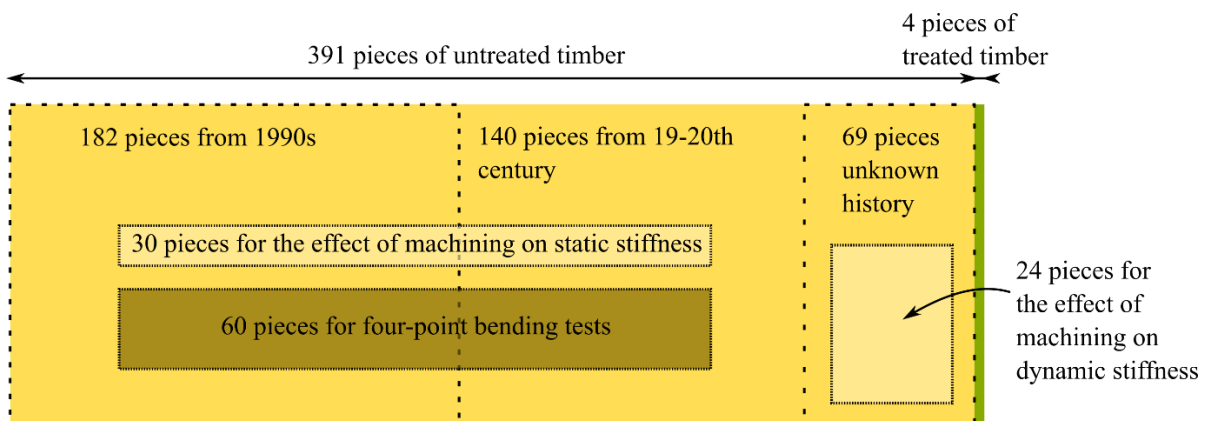 391 pieces of untreated timber
4 pieces of
treated timber
182 pieces from 1990s
140 pieces from 19-20th
century
69 pieces
unknown
history
30 pieces for the effect of machining on static stiffness
60 pieces for four-point bending tests
24 pieces for
the effect of
machining on
dynamic stiffness